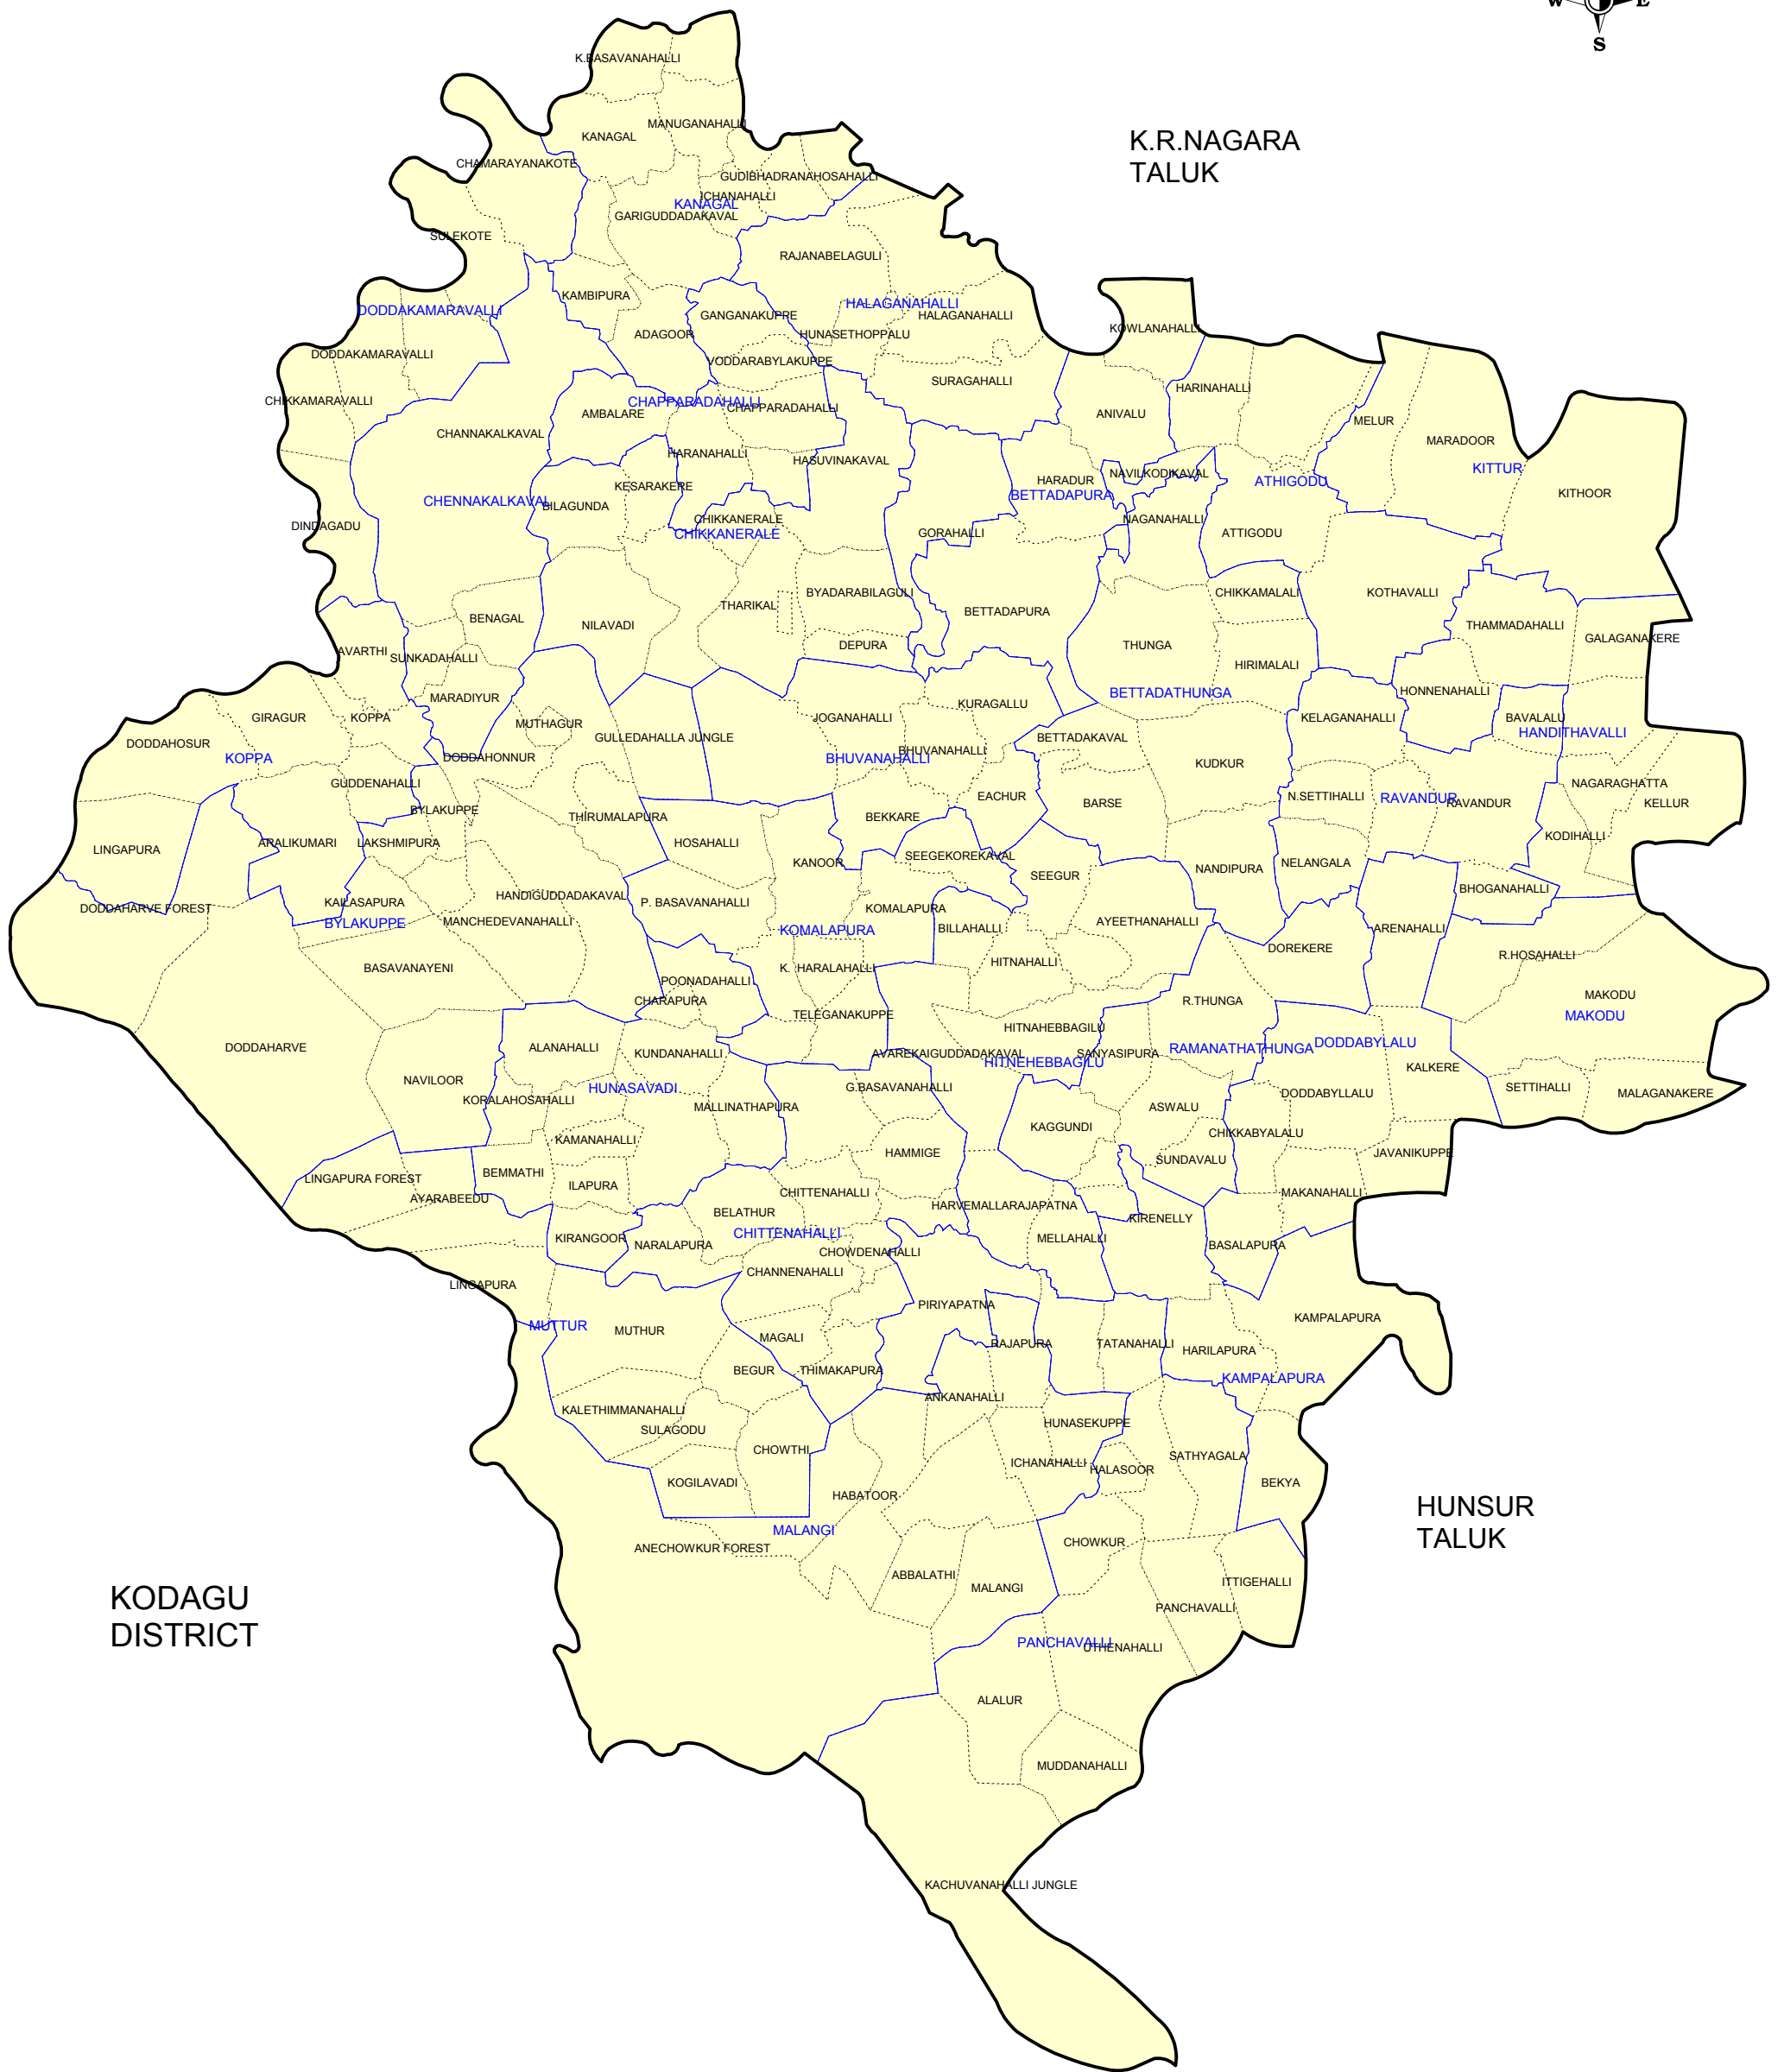 W E
S
K.R.NAGARA
TALUK
K.BASAVANAHALLI
MANUGANAHALLI
KANAGAL
CHAMARAYANAKOTE
GUDIBHADRANAHOSAHALLI
ICHANAHALLI
KANAGAL
GARIGUDDADAKAVAL
SULEKOTE
RAJANABELAGULI
KAMBIPURA
HALAGANAHALLI
DODDAKAMARAVALLI
GANGANAKUPPE
HALAGANAHALLI
KOWLANAHALLI
ADAGOOR
HUNASETHOPPALU
DODDAKAMARAVALLI
VODDARABYLAKUPPE
SURAGAHALLI
HARINAHALLI
CHIKKAMARAVALLI
CHAPPARADAHALLI
CHAPPARADAHALLI
AMBALARE
ANIVALU
MELUR
CHANNAKALKAVAL
MARADOOR
HARANAHALLI
HASUVINAKAVAL
KITTUR
NAVILKODIKAVAL
HARADUR
ATHIGODU
KESARAKERE
BETTADAPURA
KITHOOR
CHENNAKALKAVAL
BILAGUNDA
CHIKKANERALE
NAGANAHALLI
DINDAGADU
CHIKKANERALE
GORAHALLI
ATTIGODU
BYADARABILAGULI
CHIKKAMALALI
KOTHAVALLI
THARIKAL
BETTADAPURA
BENAGAL
NILAVADI
THAMMADAHALLI
GALAGANAKERE
DEPURA
THUNGA
AVARTHI
SUNKADAHALLI
HIRIMALALI
MARADIYUR
BETTADATHUNGA
HONNENAHALLI
KURAGALLU
GIRAGUR
KOPPA
JOGANAHALLI
KELAGANAHALLI
BAVALALU
MUTHAGUR
HANDITHAVALLI
DODDAHOSUR
GULLEDAHALLA JUNGLE
BETTADAKAVAL
BHUVANAHALLI
KOPPA
DODDAHONNUR
BHUVANAHALLI
KUDKUR
GUDDENAHALLI
NAGARAGHATTA
EACHUR
N.SETTIHALLI
RAVANDUR
RAVANDUR
KELLUR
BARSE
BYLAKUPPE
THIRUMALAPURA
BEKKARE
KODIHALLI
ARALIKUMARI
LAKSHMIPURA
HOSAHALLI
LINGAPURA
SEEGEKOREKAVAL
KANOOR
NELANGALA
NANDIPURA
SEEGUR
BHOGANAHALLI
HANDIGUDDADAKAVAL
KAILASAPURA
P. BASAVANAHALLI
DODDAHARVE FOREST
KOMALAPURA
BYLAKUPPE
MANCHEDEVANAHALLI
AYEETHANAHALLI
KOMALAPURA
BILLAHALLI
ARENAHALLI
DOREKERE
R.HOSAHALLI
HITNAHALLI
BASAVANAYENI
K. HARALAHALLI
POONADAHALLI
MAKODU
CHARAPURA
R.THUNGA
TELEGANAKUPPE
MAKODU
HITNAHEBBAGILU
DODDABYLALU
DODDAHARVE
ALANAHALLI
RAMANATHATHUNGA
KUNDANAHALLI
AVAREKAIGUDDADAKAVAL
SANYASIPURA
HITNEHEBBAGILU
KALKERE
NAVILOOR
HUNASAVADI
G.BASAVANAHALLI
SETTIHALLI
DODDABYLLALU
MALAGANAKERE
KORALAHOSAHALLI
MALLINATHAPURA
ASWALU
KAGGUNDI
CHIKKABYALALU
KAMANAHALLI
HAMMIGE
JAVANIKUPPE
SUNDAVALU
BEMMATHI
LINGAPURA FOREST
ILAPURA
CHITTENAHALLI
MAKANAHALLI
AYARABEEDU
HARVEMALLARAJAPATNA
BELATHUR
KIRENELLY
CHITTENAHALLI
KIRANGOOR
MELLAHALLI
NARALAPURA
BASALAPURA
CHOWDENAHALLI
CHANNENAHALLI
LINGAPURA
PIRIYAPATNA
KAMPALAPURA
MUTTUR
MUTHUR
MAGALI
RAJAPURA
TATANAHALLI
HARILAPURA
BEGUR
THIMAKAPURA
KAMPALAPURA
ANKANAHALLI
KALETHIMMANAHALLI
HUNASEKUPPE
SULAGODU
CHOWTHI
SATHYAGALA
ICHANAHALLI
HALASOOR
KOGILAVADI
BEKYA
HABATOOR
HUNSUR
TALUK
MALANGI
ANECHOWKUR FOREST
CHOWKUR
ABBALATHI
ITTIGEHALLI
MALANGI
KODAGU
DISTRICT
PANCHAVALLI
PANCHAVALLI
UTHENAHALLI
ALALUR
MUDDANAHALLI
KACHUVANAHALLI JUNGLE